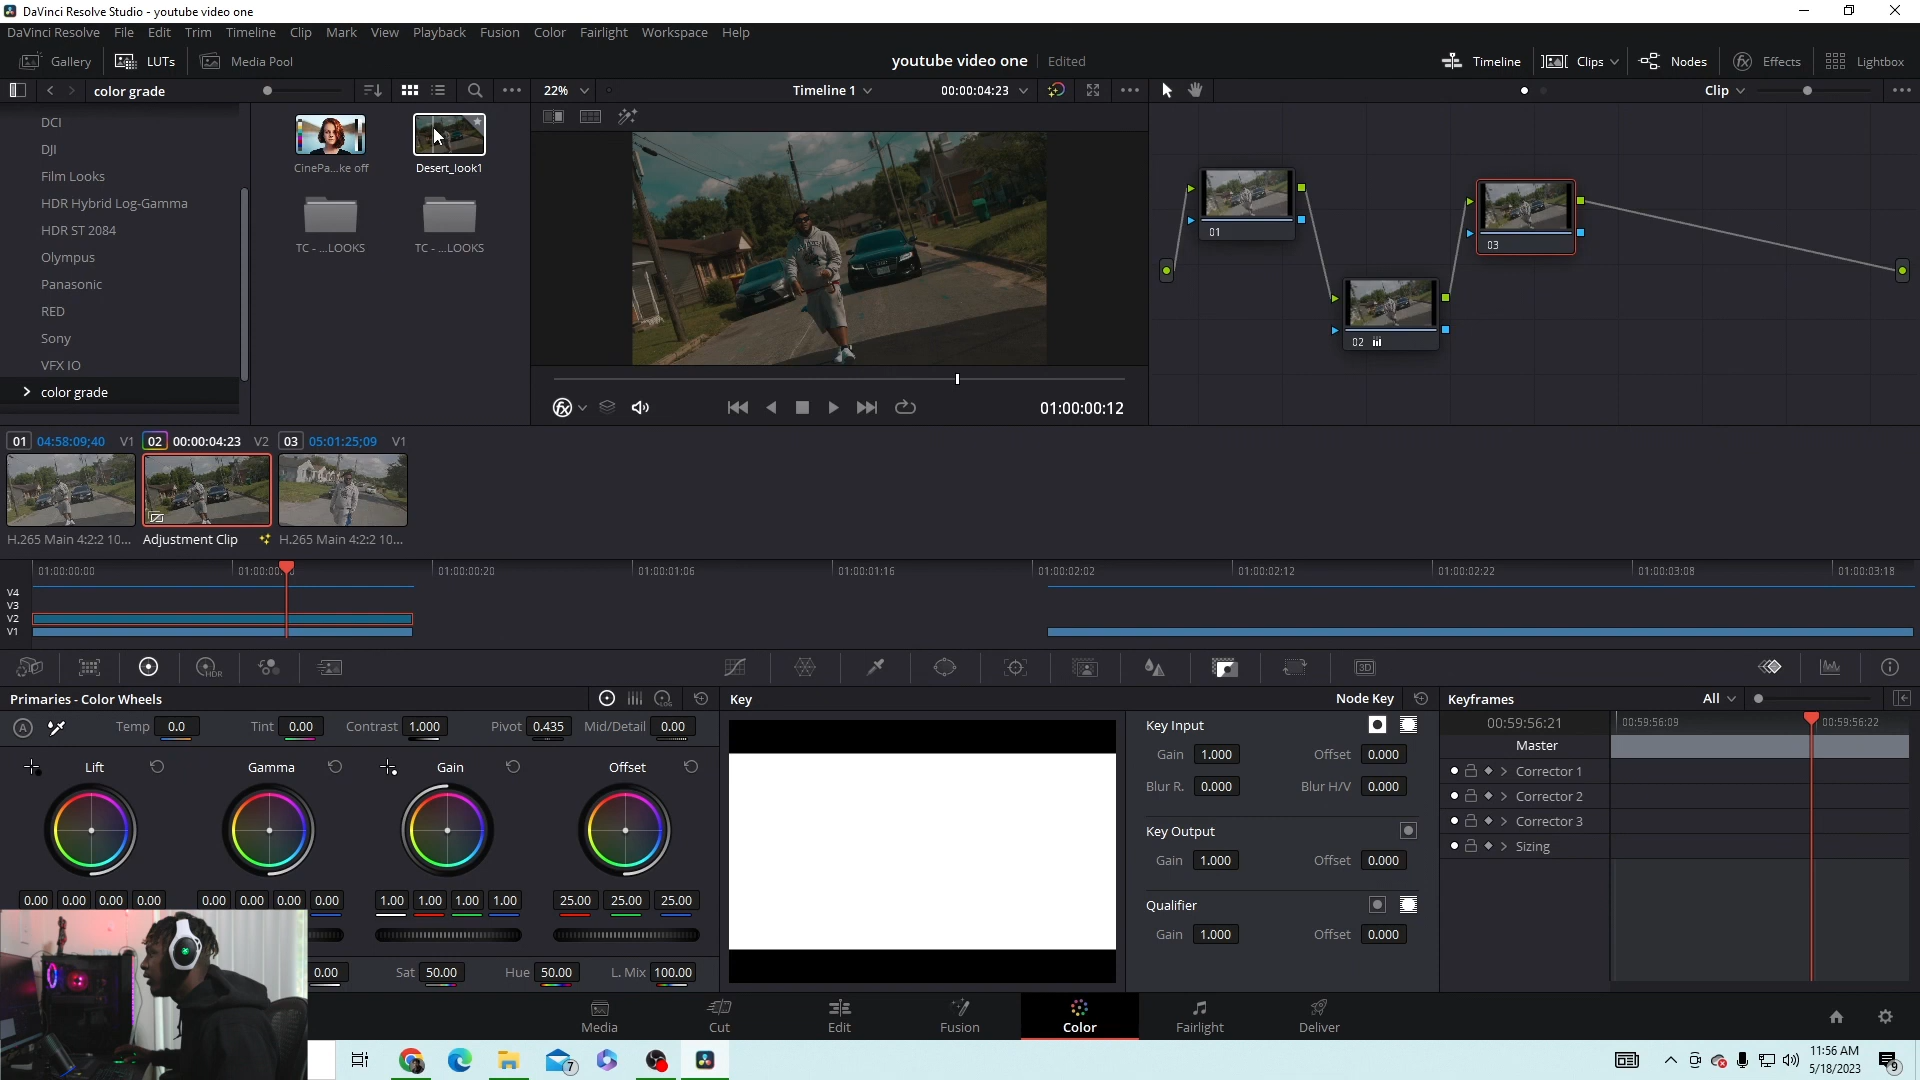 DaVinci Resolve Studio - youtube video one
DaVinci Resolve File Edit Trim Timeline Clip Mark View Playback Fusion Color Fairlight Workspace Help
Gallery LUTs Media Pool youtube video one Edited Timeline Clips Nodes Effects Lightbox
color grade 22% Timeline 1 00:00:04:23 Clip
DCI
DJI
Film Looks
HDR Hybrid Log-Gamma
HDR ST 2084
Olympus
Panasonic
RED
Sony
VFX IO
color grade
CinePa...ke off Desert_look1
TC - ...LOOKS TC - ...LOOKS
01:00:00:12
01
02
03
01 04:58:09;40 V1 02 00:00:04:23 V2 03 05:01:25;09 V1
H.265 Main 4:2:2 10... Adjustment Clip H.265 Main 4:2:2 10...
01:00:00:00 01:00:00 01:00:00:20 01:00:01:06 01:00:01:16 01:00:02:02 01:00:02:12 01:00:02:22 01:00:03:08 01:00:03:18
V4
V3
V2
V1
HDR 3D
Primaries - Color Wheels LOG
A Temp 0.0 Tint 0.00 Contrast 1.000 Pivot 0.435 Mid/Detail 0.00
Lift Gamma Gain Offset
0.00 0.00 0.00 0.00 0.00 0.00 0.00 0.00 1.00 1.00 1.00 1.00 25.00 25.00 25.00
0.00 Sat 50.00 Hue 50.00 L. Mix 100.00
Key Node Key
Key Input
Gain 1.000 Offset 0.000
Blur R. 0.000 Blur H/V 0.000
Key Output
Gain 1.000 Offset 0.000
Qualifier
Gain 1.000 Offset 0.000
Keyframes All
00:59:56:21 00:59:56:09 00:59:56:22
Master
Corrector 1
Corrector 2
Corrector 3
Sizing
Media Cut Edit Fusion Color Fairlight Deliver
7
11:56 AM
5/18/2023
9